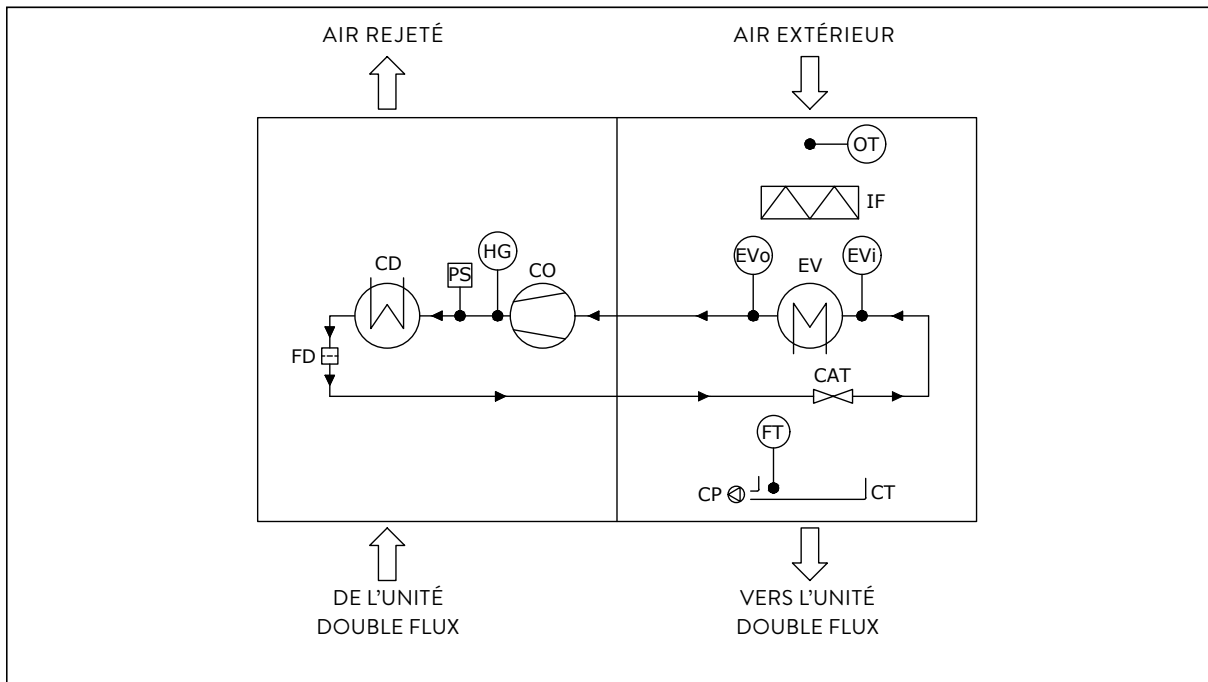 AIR REJETÉ
AIR EXTÉRIEUR
OT
IF
HG
EVo
EV
EVi
CD
PS
CO
FD
CAT
FT
CP
CT
DE L'UNITÉ
DOUBLE FLUX
VERS L'UNITÉ
DOUBLE FLUX